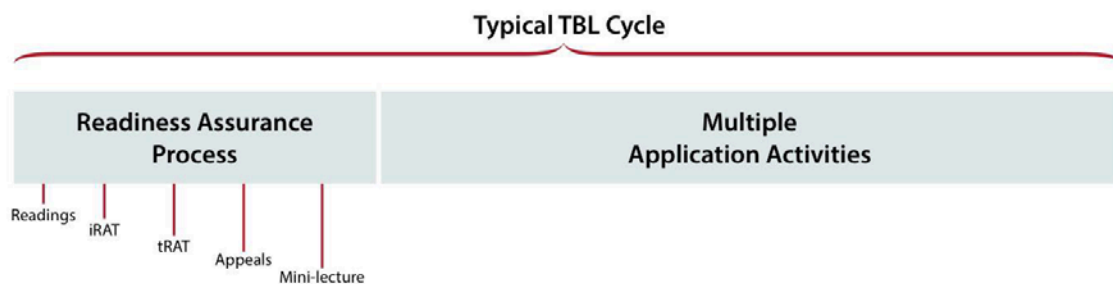 Typical TBL Cycle
Readiness Assurance
Process
Multiple
Application Activities
Readings
iRAT
tRAT
Appeals
Mini-lecture